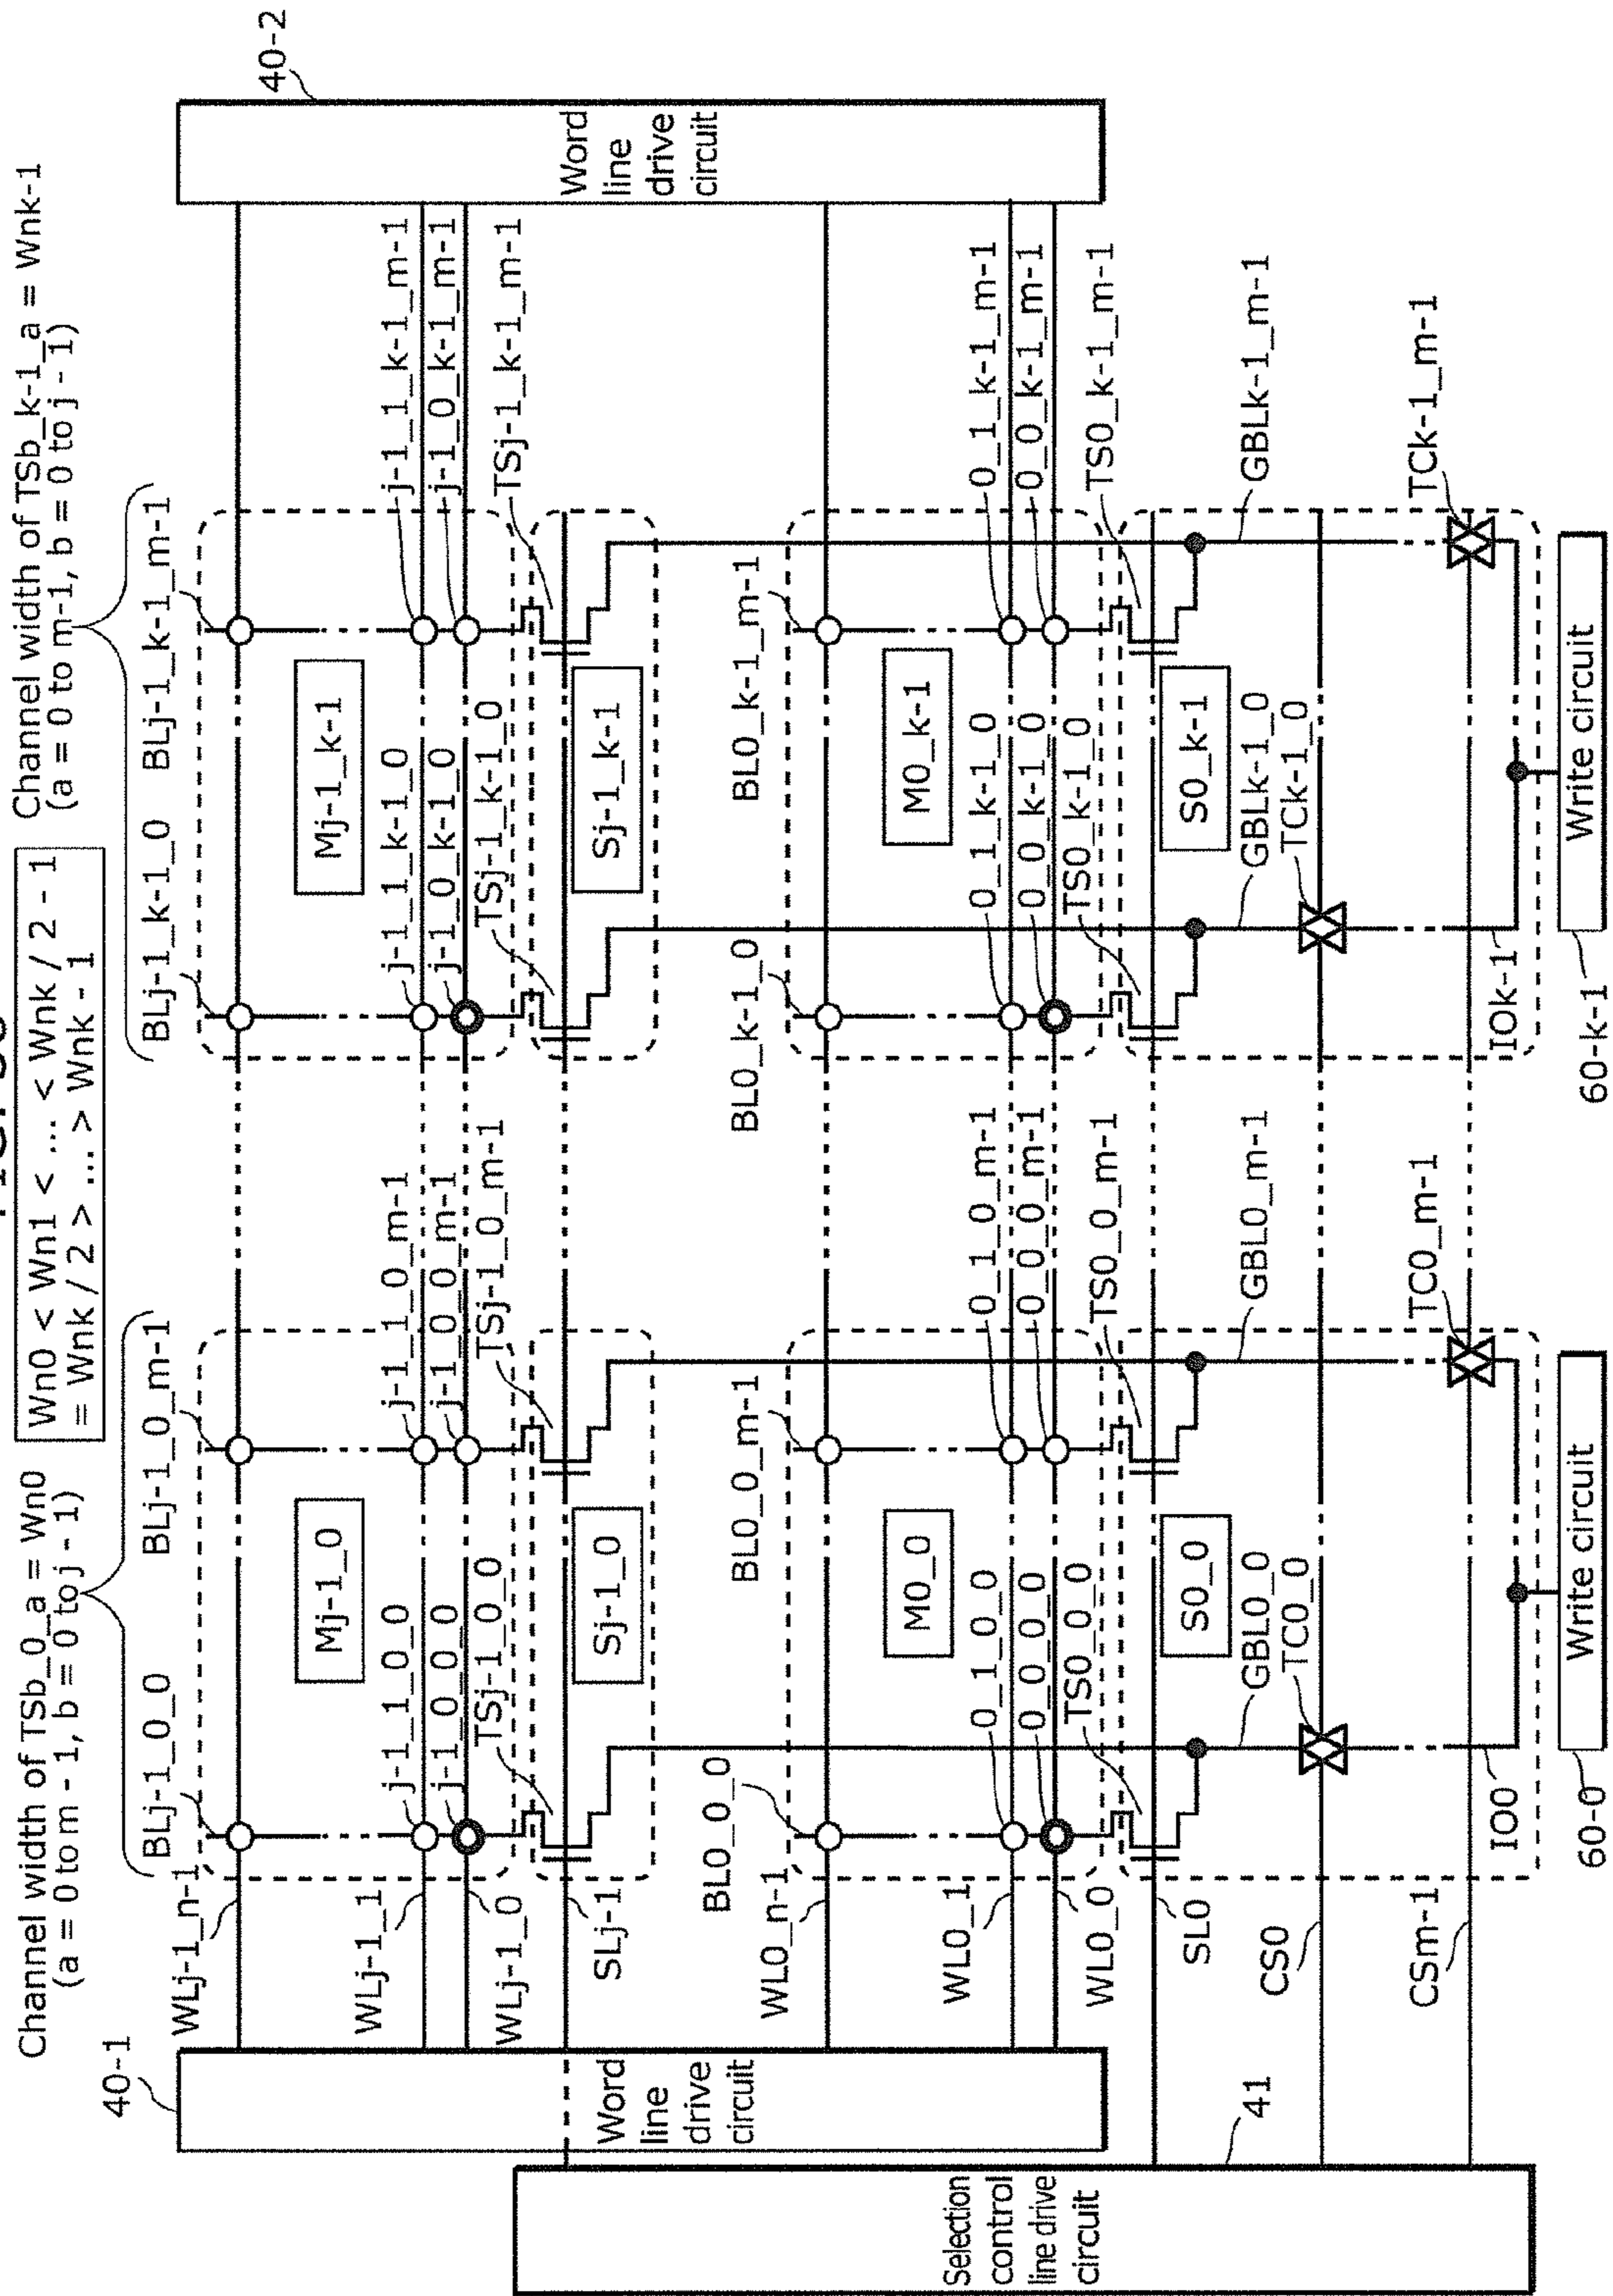 Channel width of TSb_0_a = Wn0
(a = 0 to m - 1, b = 0 to j - 1)
Wn0 < Wn1 < ... < Wnk / 2 - 1
= Wnk / 2 > ... > Wnk - 1
Channel width of TSb_k-1_a = Wnk-1
(a = 0 to m-1, b = 0 to j - 1)
40-1
40-2
BLj-1_0_0
BLj-1_0_m-1
BLj-1_k-1_0
BLj-1_k-1_m-1
WLj-1_n-1
Mj-1_0
Mj-1_k-1
WLj-1_1
j-1_1_0_0
j-1_1_0_m-1
j-1_1_k-1_0
j-1_1_k-1_m-1
j-1_0_0_0
j-1_0_0_m-1
j-1_0_k-1_0
j-1_0_k-1_m-1
WLj-1_0
TSj-1_0_0
TSj-1_0_m-1
TSj-1_k-1_0
TSj-1_k-1_m-1
SLj-1
Sj-1_0
Sj-1_k-1
Word
line
drive
circuit
Word
line
drive
circuit
BL0_0_0
BL0_0_m-1
BL0_k-1_0
BL0_k-1_m-1
WL0_n-1
M0_0
M0_k-1
WL0_1
0_1_0_0
0_1_0_m-1
0_1_k-1_0
0_1_k-1_m-1
0_0_0_0
0_0_0_m-1
0_0_k-1_0
0_0_k-1_m-1
WL0_0
TS0_0_0
TS0_0_m-1
TS0_k-1_0
TS0_k-1_m-1
SL0
S0_0
S0_k-1
Selection
control
line drive
circuit
41
GBL0_0
GBL0_m-1
GBLk-1_0
GBLk-1_m-1
CS0
TC0_0
TCk-1_0
CSm-1
TC0_m-1
TCk-1_m-1
IO0
IOk-1
60-0
Write circuit
60-k-1
Write circuit